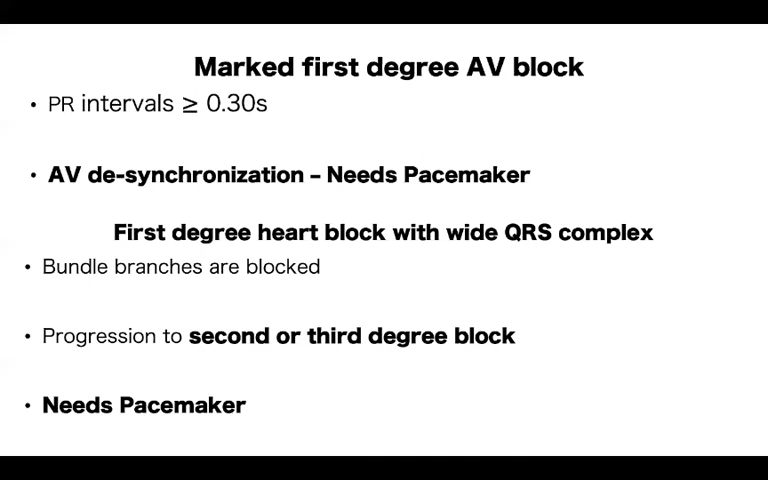 Marked first degree AV block
• PR intervals ≥ 0.30s
• AV de-synchronization – Needs Pacemaker
First degree heart block with wide QRS complex
• Bundle branches are blocked
• Progression to second or third degree block
• Needs Pacemaker